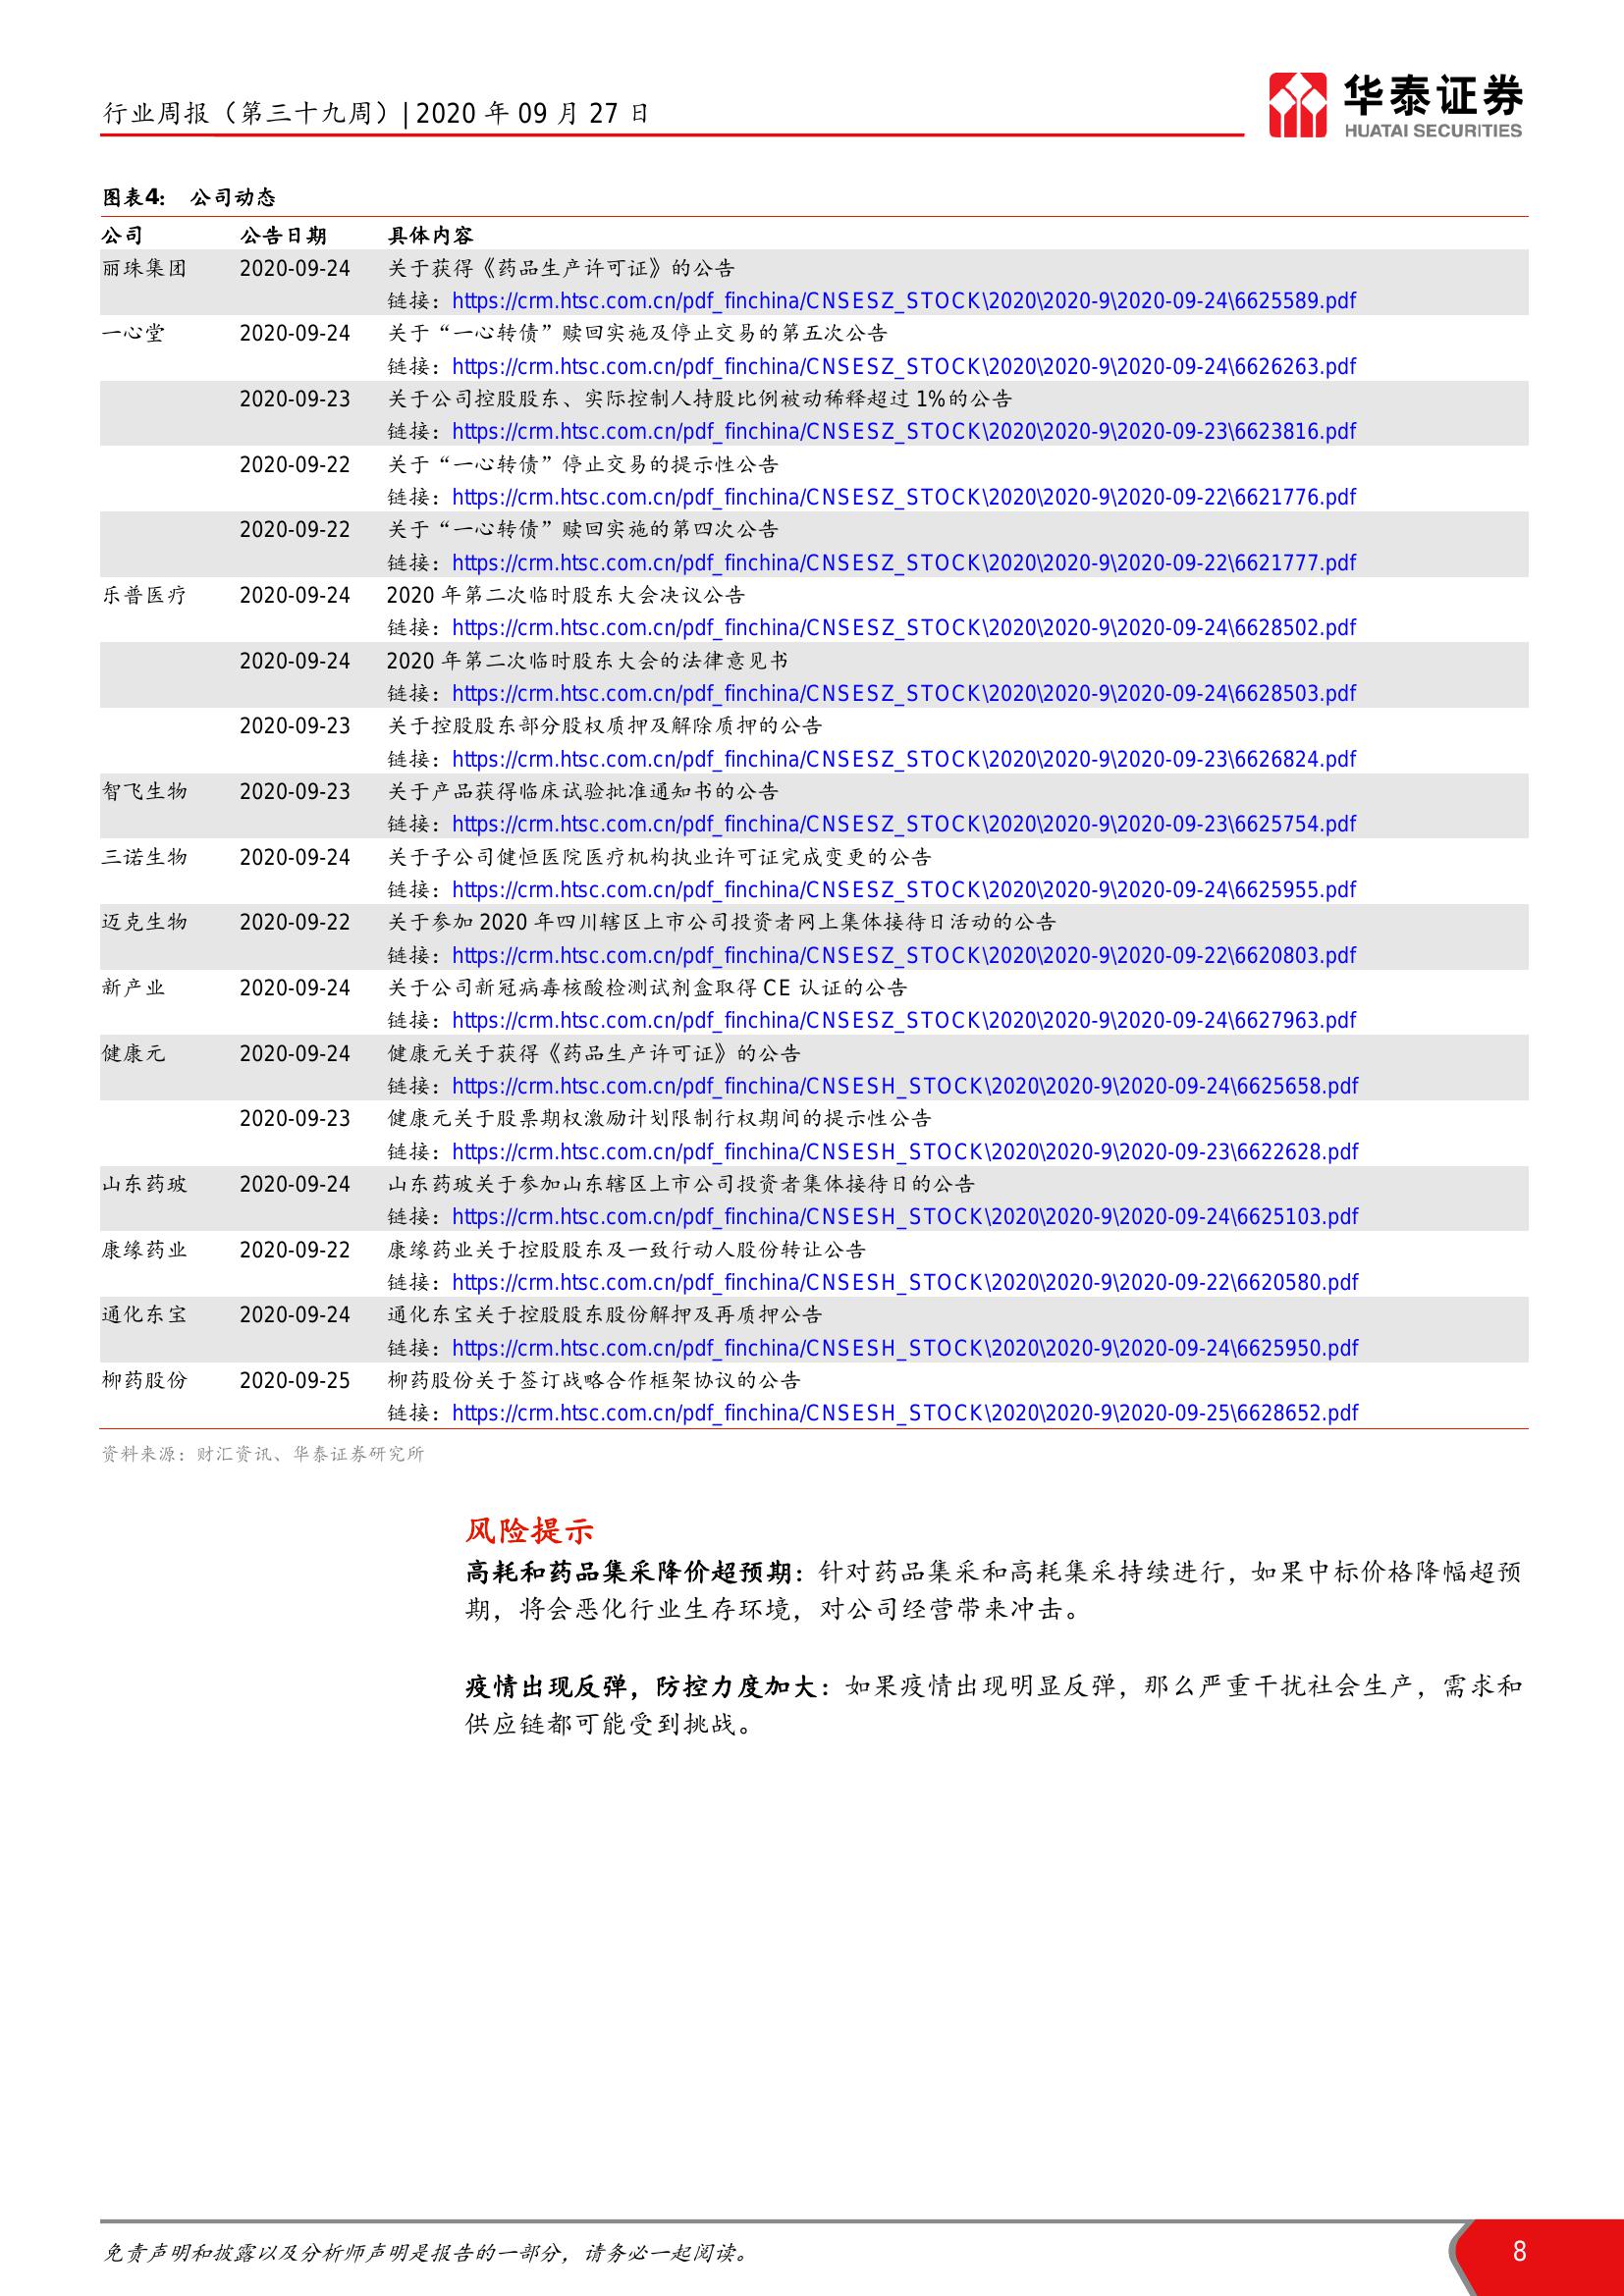 行业周报（第三十九周）| 2020 年 09 月 27 日
华泰证券
HUATAI SECURITIES
图表4： 公司动态
公司 公告日期 具体内容
丽珠集团 2020-09-24 关于获得《药品生产许可证》的公告
链接：https://crm.htsc.com.cn/pdf_finchina/CNSESZ_STOCK\2020\2020-9\2020-09-24\6625589.pdf
一心堂 2020-09-24 关于“一心转债”赎回实施及停止交易的第五次公告
链接：https://crm.htsc.com.cn/pdf_finchina/CNSESZ_STOCK\2020\2020-9\2020-09-24\6626263.pdf
2020-09-23 关于公司控股股东、实际控制人持股比例被动稀释超过 1%的公告
链接：https://crm.htsc.com.cn/pdf_finchina/CNSESZ_STOCK\2020\2020-9\2020-09-23\6623816.pdf
2020-09-22 关于“一心转债”停止交易的提示性公告
链接：https://crm.htsc.com.cn/pdf_finchina/CNSESZ_STOCK\2020\2020-9\2020-09-22\6621776.pdf
2020-09-22 关于“一心转债”赎回实施的第四次公告
链接：https://crm.htsc.com.cn/pdf_finchina/CNSESZ_STOCK\2020\2020-9\2020-09-22\6621777.pdf
乐普医疗 2020-09-24 2020 年第二次临时股东大会决议公告
链接：https://crm.htsc.com.cn/pdf_finchina/CNSESZ_STOCK\2020\2020-9\2020-09-24\6628502.pdf
2020-09-24 2020 年第二次临时股东大会的法律意见书
链接：https://crm.htsc.com.cn/pdf_finchina/CNSESZ_STOCK\2020\2020-9\2020-09-24\6628503.pdf
2020-09-23 关于控股股东部分股权质押及解除质押的公告
链接：https://crm.htsc.com.cn/pdf_finchina/CNSESZ_STOCK\2020\2020-9\2020-09-23\6626824.pdf
智飞生物 2020-09-23 关于产品获得临床试验批准通知书的公告
链接：https://crm.htsc.com.cn/pdf_finchina/CNSESZ_STOCK\2020\2020-9\2020-09-23\6625754.pdf
三诺生物 2020-09-24 关于子公司健恒医院医疗机构执业许可证完成变更的公告
链接：https://crm.htsc.com.cn/pdf_finchina/CNSESZ_STOCK\2020\2020-9\2020-09-24\6625955.pdf
迈克生物 2020-09-22 关于参加 2020 年四川辖区上市公司投资者网上集体接待日活动的公告
链接：https://crm.htsc.com.cn/pdf_finchina/CNSESZ_STOCK\2020\2020-9\2020-09-22\6620803.pdf
新产业 2020-09-24 关于公司新冠病毒核酸检测试剂盒取得 CE 认证的公告
链接：https://crm.htsc.com.cn/pdf_finchina/CNSESZ_STOCK\2020\2020-9\2020-09-24\6627963.pdf
健康元 2020-09-24 健康元关于获得《药品生产许可证》的公告
链接：https://crm.htsc.com.cn/pdf_finchina/CNSESH_STOCK\2020\2020-9\2020-09-24\6625658.pdf
2020-09-23 健康元关于股票期权激励计划限制行权期间的提示性公告
链接：https://crm.htsc.com.cn/pdf_finchina/CNSESH_STOCK\2020\2020-9\2020-09-23\6622628.pdf
山东药玻 2020-09-24 山东药玻关于参加山东辖区上市公司投资者集体接待日的公告
链接：https://crm.htsc.com.cn/pdf_finchina/CNSESH_STOCK\2020\2020-9\2020-09-24\6625103.pdf
康缘药业 2020-09-22 康缘药业关于控股股东及一致行动人股份转让公告
链接：https://crm.htsc.com.cn/pdf_finchina/CNSESH_STOCK\2020\2020-9\2020-09-22\6620580.pdf
通化东宝 2020-09-24 通化东宝关于控股股东股份解押及再质押公告
链接：https://crm.htsc.com.cn/pdf_finchina/CNSESH_STOCK\2020\2020-9\2020-09-24\6625950.pdf
柳药股份 2020-09-25 柳药股份关于签订战略合作框架协议的公告
链接：https://crm.htsc.com.cn/pdf_finchina/CNSESH_STOCK\2020\2020-9\2020-09-25\6628652.pdf
资料来源：财汇资讯、华泰证券研究所
风险提示
高耗和药品集采降价超预期：针对药品集采和高耗集采持续进行，如果中标价格降幅超预
期，将会恶化行业生存环境，对公司经营带来冲击。
疫情出现反弹，防控力度加大：如果疫情出现明显反弹，那么严重干扰社会生产，需求和
供应链都可能受到挑战。
免责声明和披露以及分析师声明是报告的一部分，请务必一起阅读。
8